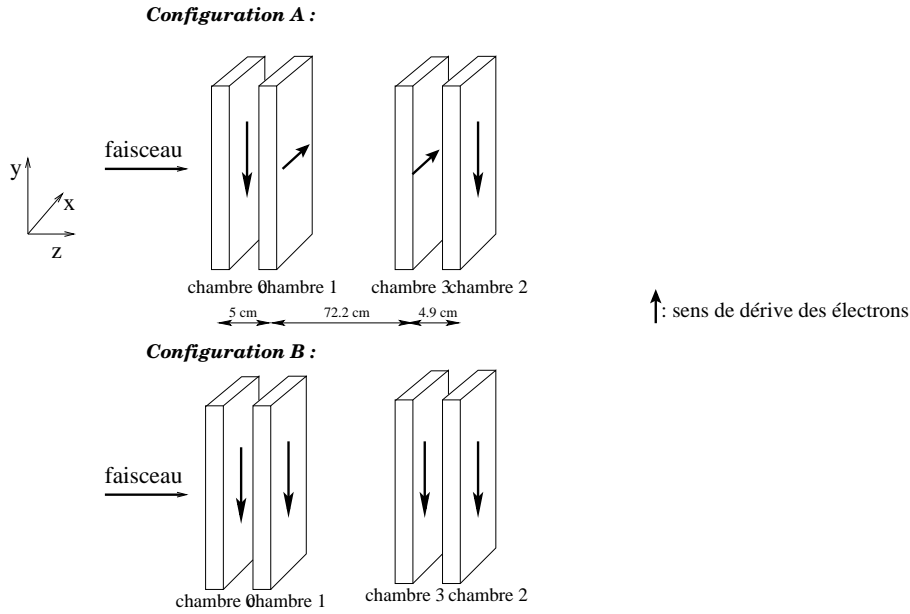 Configuration A :
faisceau
y
x
z
chambre 0 chambre 1 chambre 3 chambre 2
5 cm 72.2 cm 4.9 cm
: sens de dérive des électrons
Configuration B :
faisceau
chambre 0 chambre 1 chambre 3 chambre 2